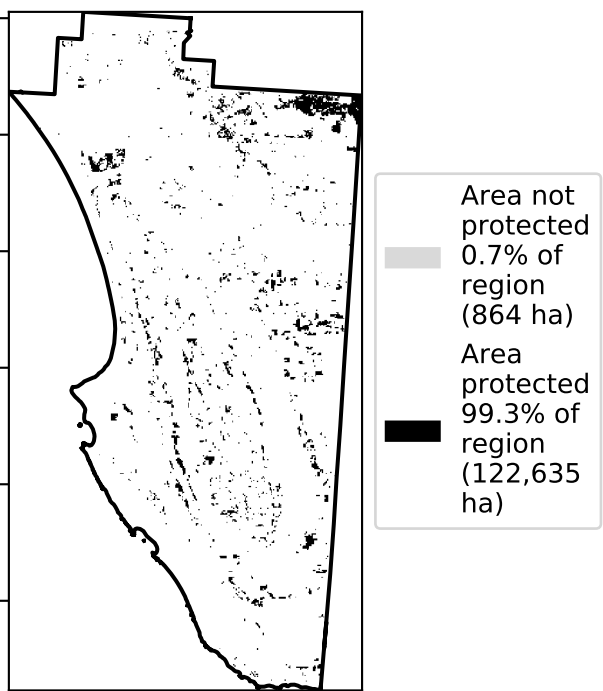 Area not
protected
0.7% of
region
(864 ha)
Area
protected
99.3% of
region
(122,635
ha)